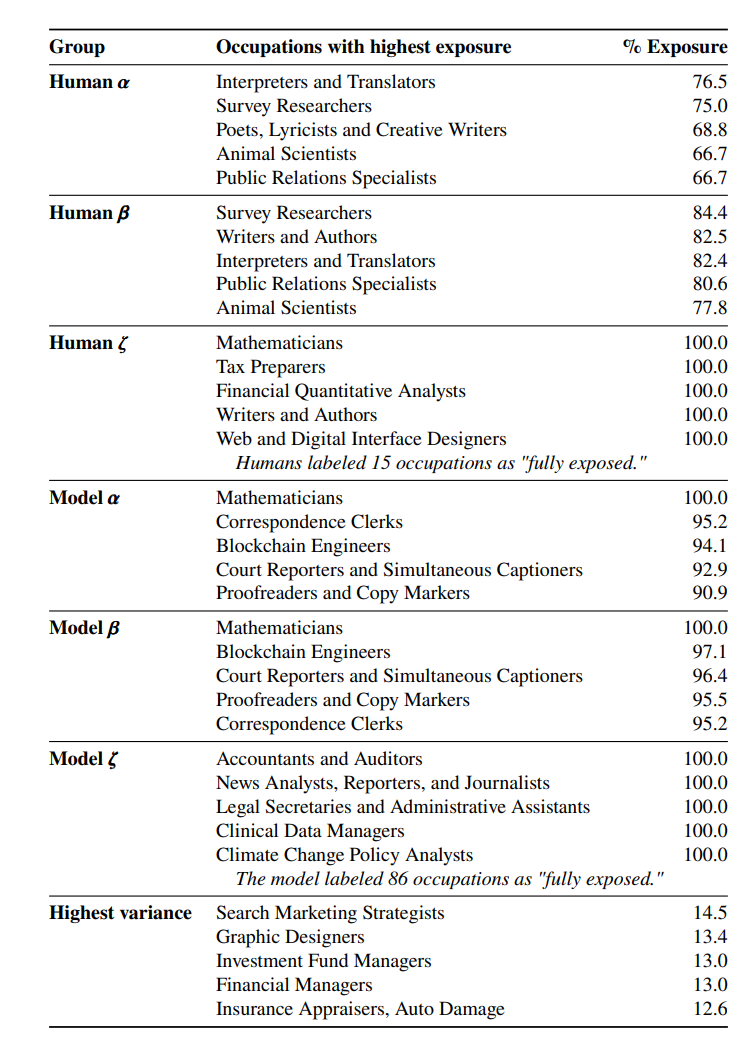 Group Occupations with highest exposure % Exposure
Human α Interpreters and Translators 76.5
Survey Researchers 75.0
Poets, Lyricists and Creative Writers 68.8
Animal Scientists 66.7
Public Relations Specialists 66.7
Human β Survey Researchers 84.4
Writers and Authors 82.5
Interpreters and Translators 82.4
Public Relations Specialists 80.6
Animal Scientists 77.8
Human ζ Mathematicians 100.0
Tax Preparers 100.0
Financial Quantitative Analysts 100.0
Writers and Authors 100.0
Web and Digital Interface Designers 100.0
Humans labeled 15 occupations as "fully exposed."
Model α Mathematicians 100.0
Correspondence Clerks 95.2
Blockchain Engineers 94.1
Court Reporters and Simultaneous Captioners 92.9
Proofreaders and Copy Markers 90.9
Model β Mathematicians 100.0
Blockchain Engineers 97.1
Court Reporters and Simultaneous Captioners 96.4
Proofreaders and Copy Markers 95.5
Correspondence Clerks 95.2
Model ζ Accountants and Auditors 100.0
News Analysts, Reporters, and Journalists 100.0
Legal Secretaries and Administrative Assistants 100.0
Clinical Data Managers 100.0
Climate Change Policy Analysts 100.0
The model labeled 86 occupations as "fully exposed."
Highest variance Search Marketing Strategists 14.5
Graphic Designers 13.4
Investment Fund Managers 13.0
Financial Managers 13.0
Insurance Appraisers, Auto Damage 12.6